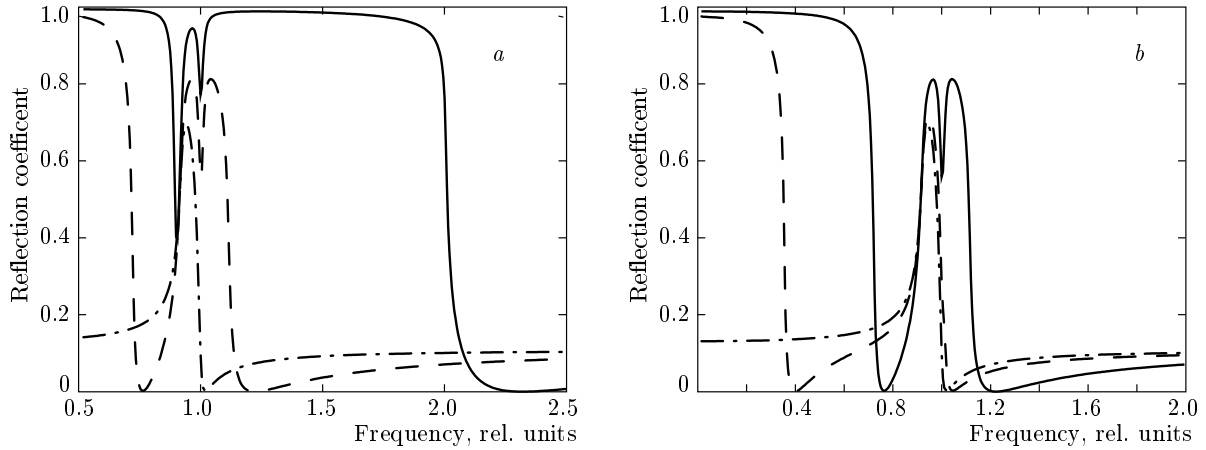 1.0
0.8
0.6
0.4
0.2
0
Reflection coefficent
a
0.5 1.0 1.5 2.0 2.5
Frequency, rel. units
1.0
0.8
0.6
0.4
0.2
0
Reflection coefficent
b
0.4 0.8 1.2 1.6 2.0
Frequency, rel. units